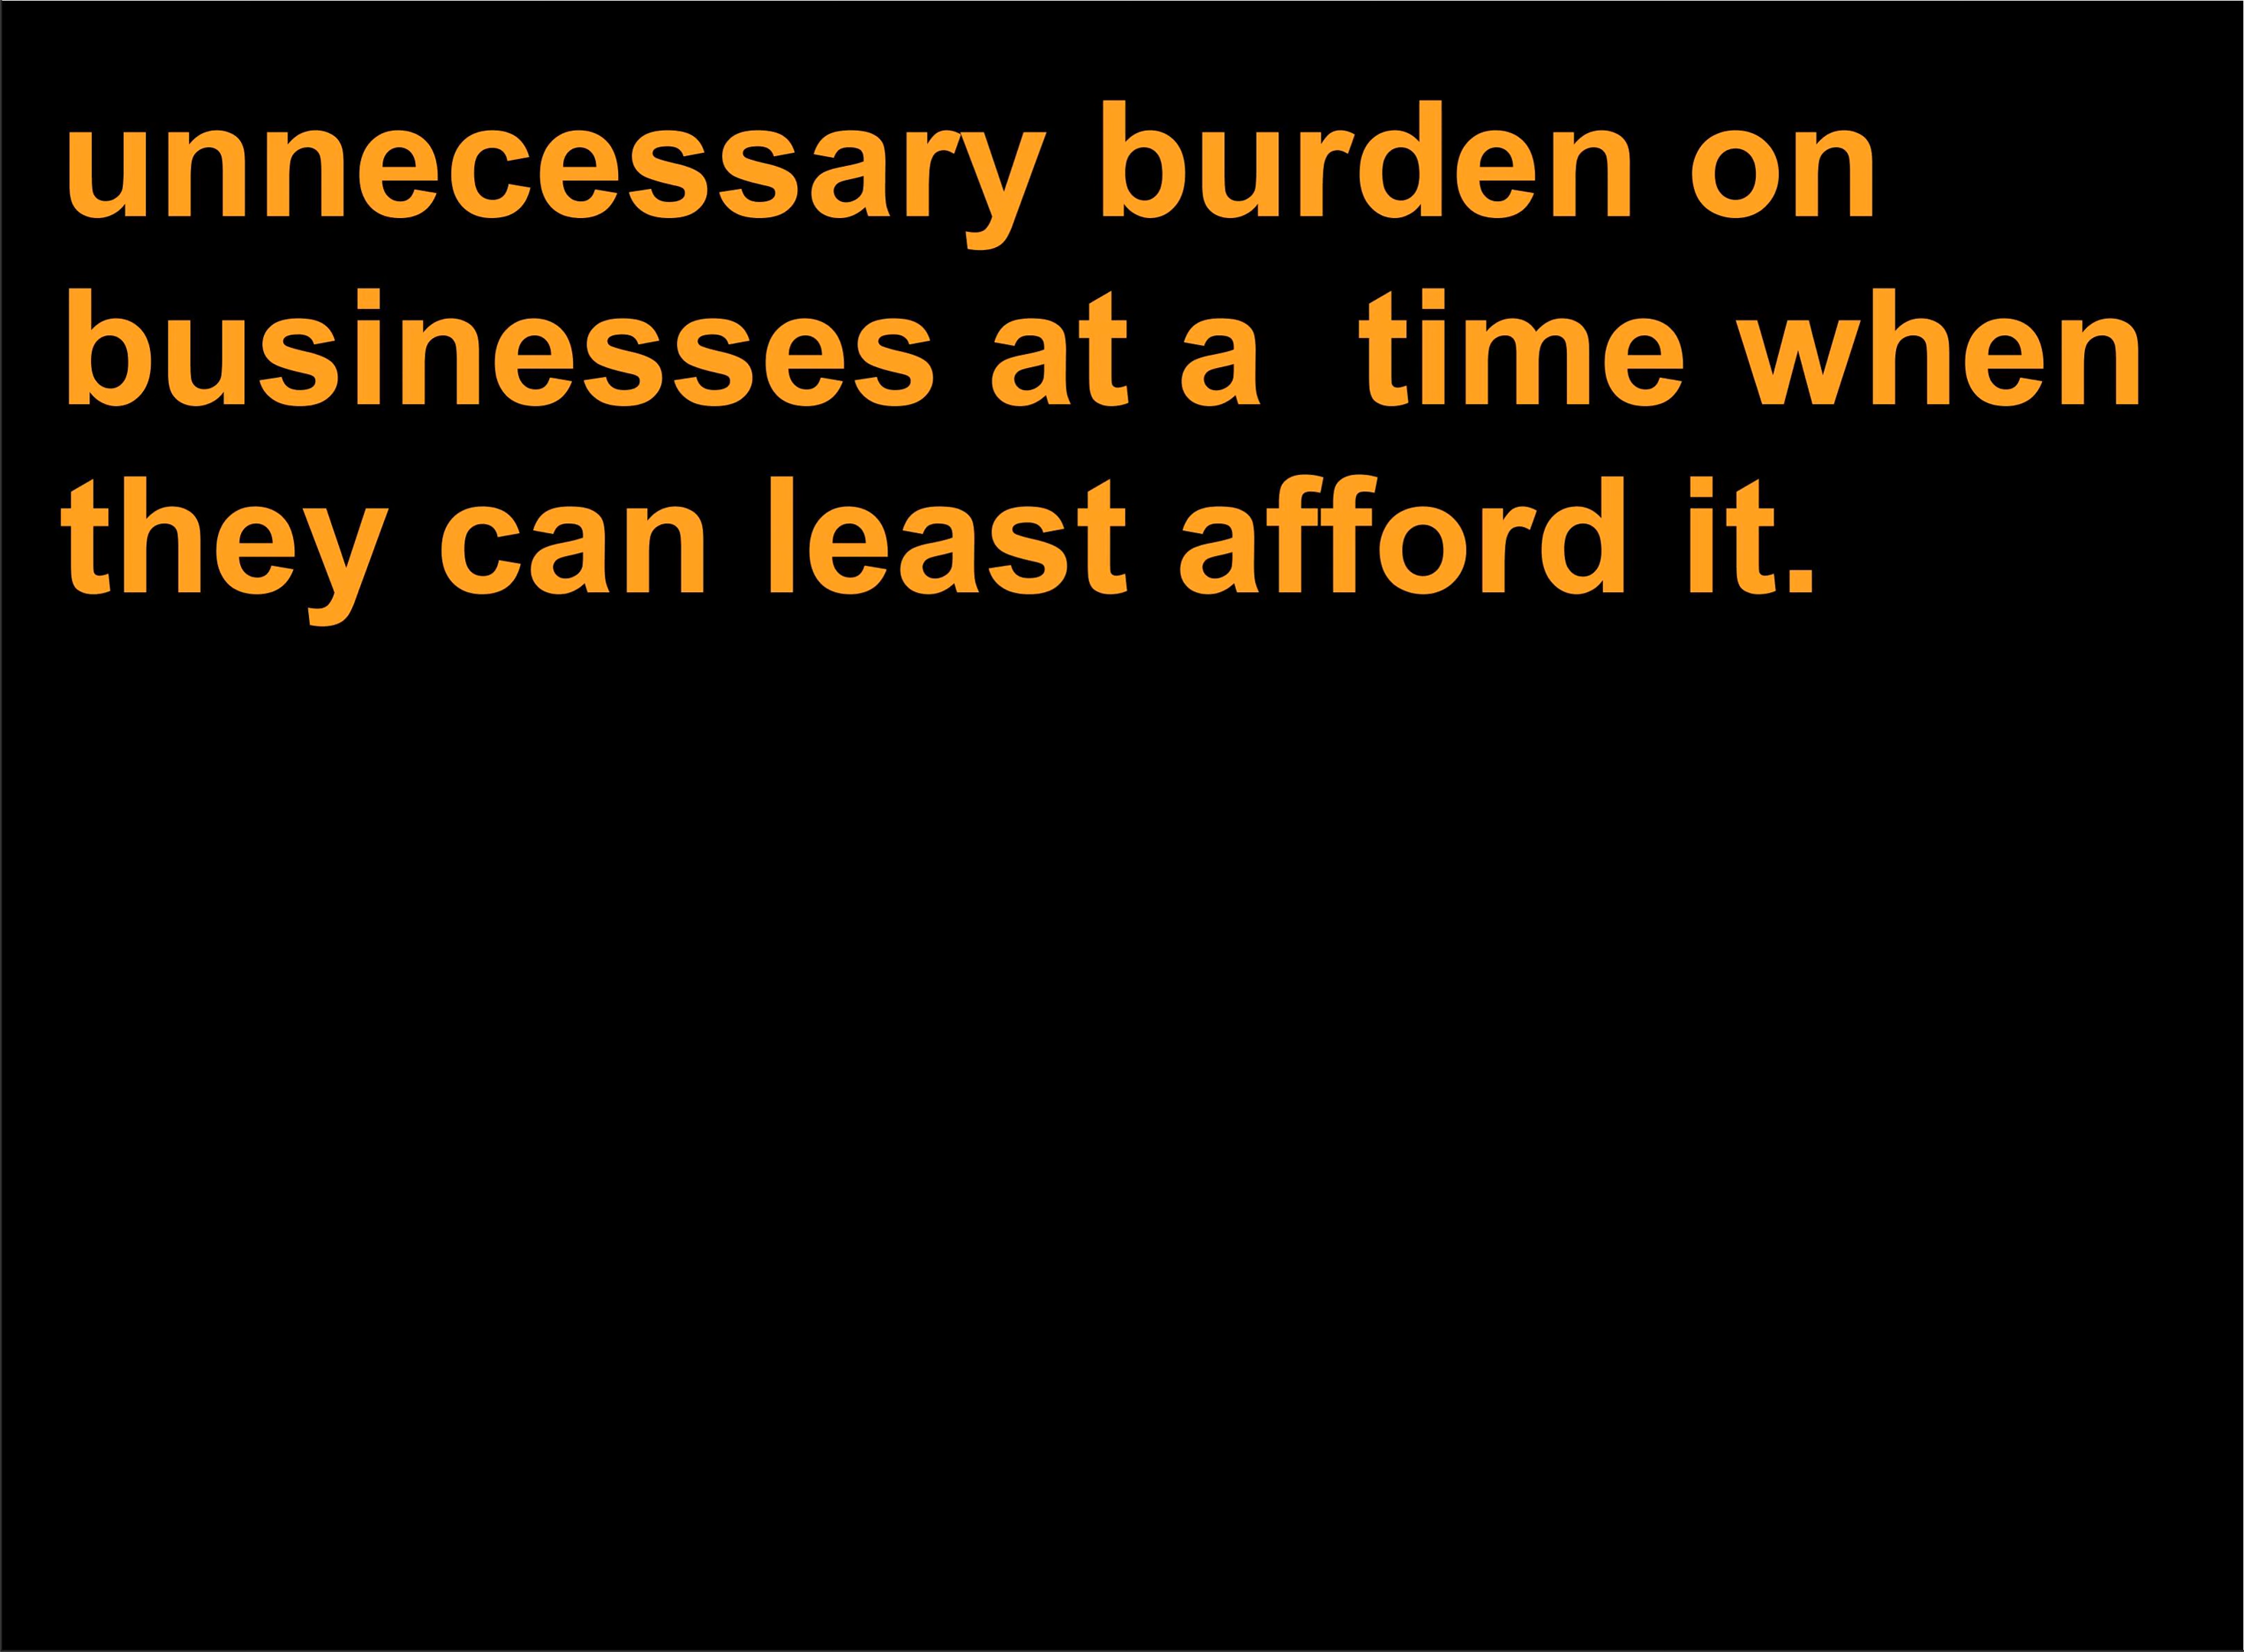 unnecessary burden on
businesses at a  time when
they can least afford it.